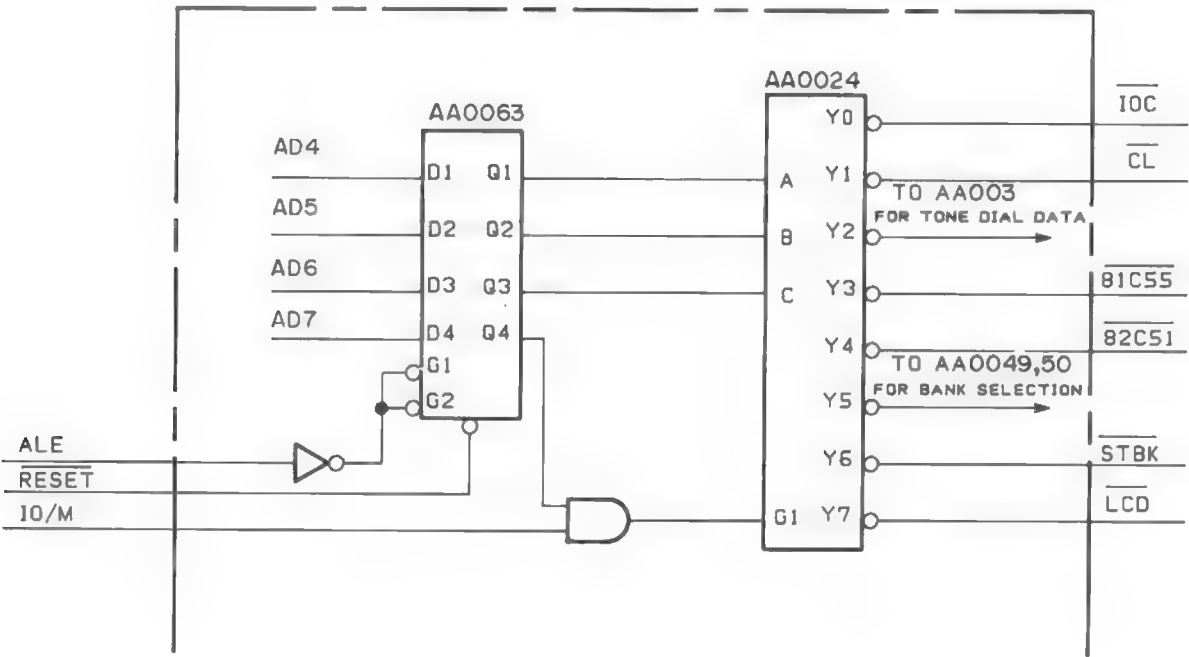 AA0063
AA0024
AD4
AD5
AD6
AD7
D1 Q1
D2 Q2
D3 Q3
D4 Q4
G1
G2
A
B
C
G1
Y0
Y1
Y2
Y3
Y4
Y5
Y6
Y7
IOC
CL
TO AA003
FOR TONE DIAL DATA
81C55
82C51
TO AA0049,50
FOR BANK SELECTION
STBK
LCD
ALE
RESET
IO/M